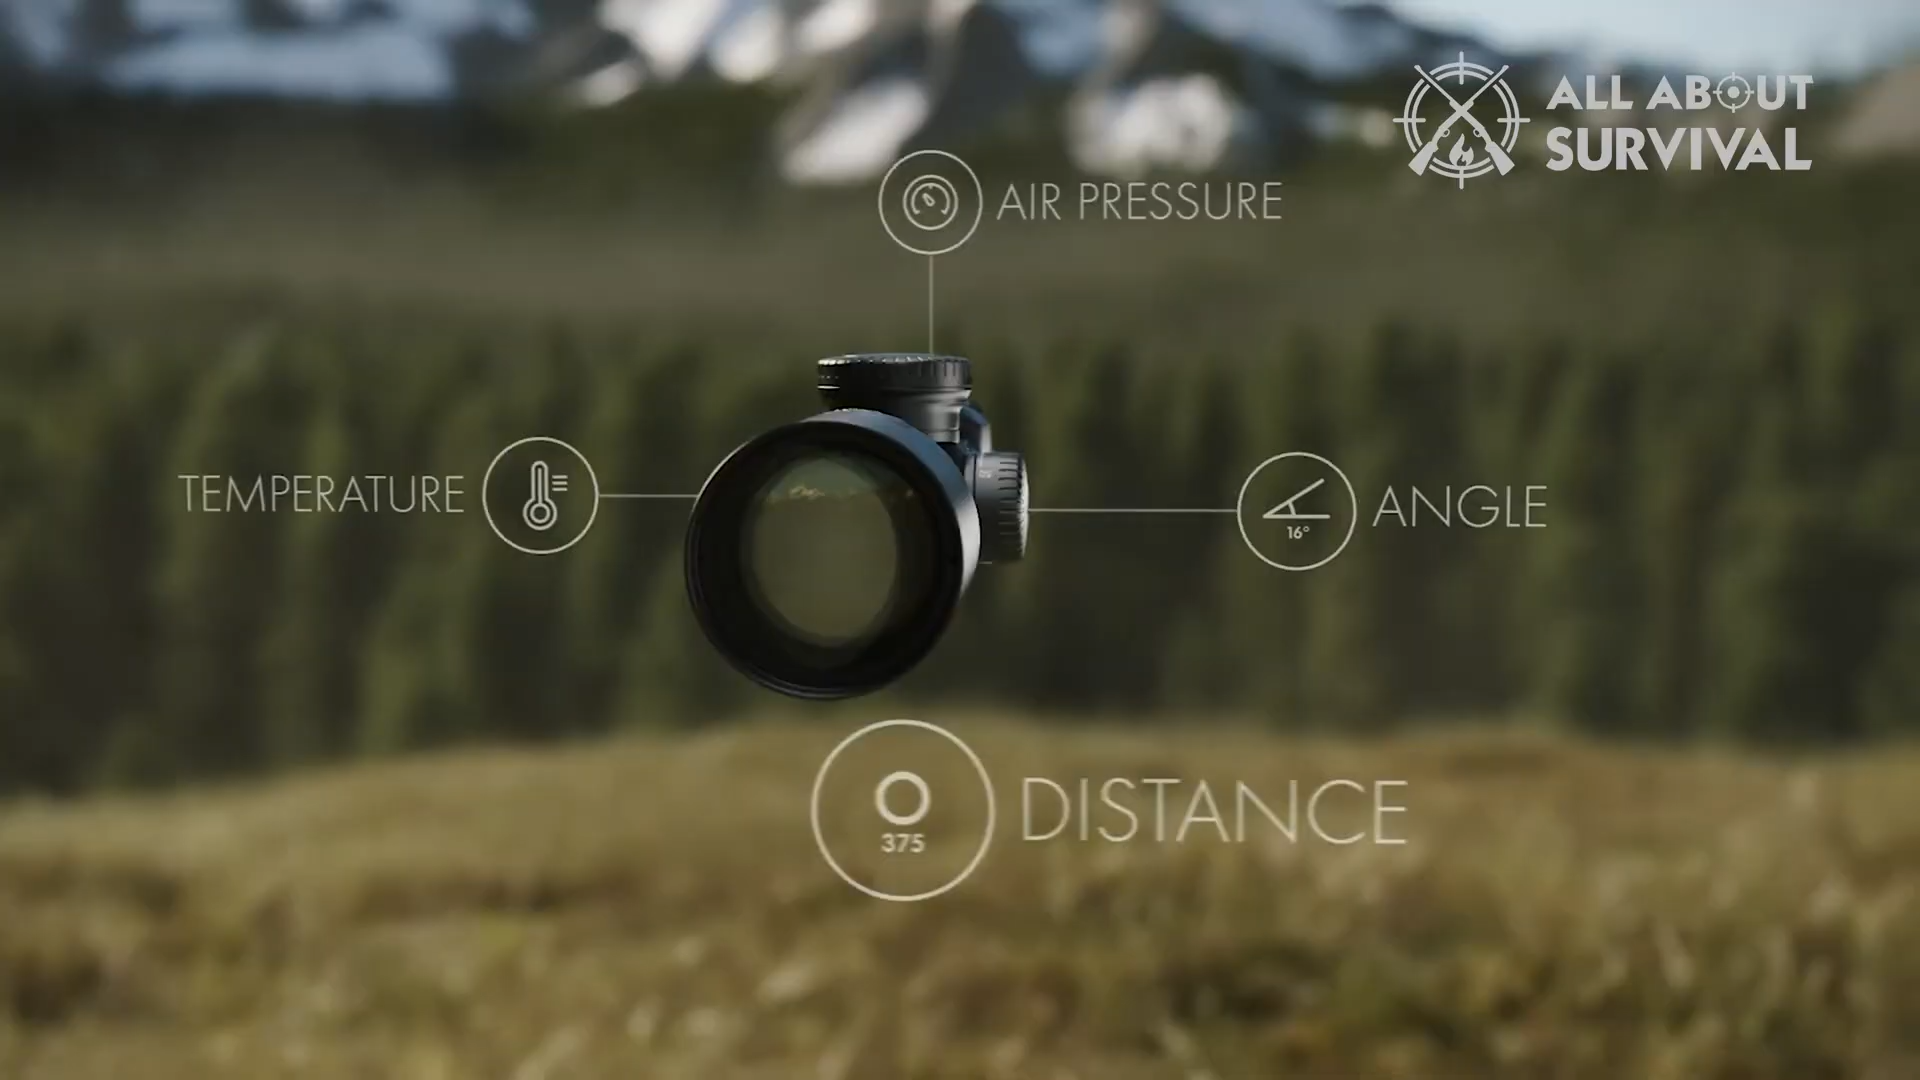 ALL ABOUT
SURVIVAL
AIR PRESSURE
TEMPERATURE
ANGLE
16°
DISTANCE
375